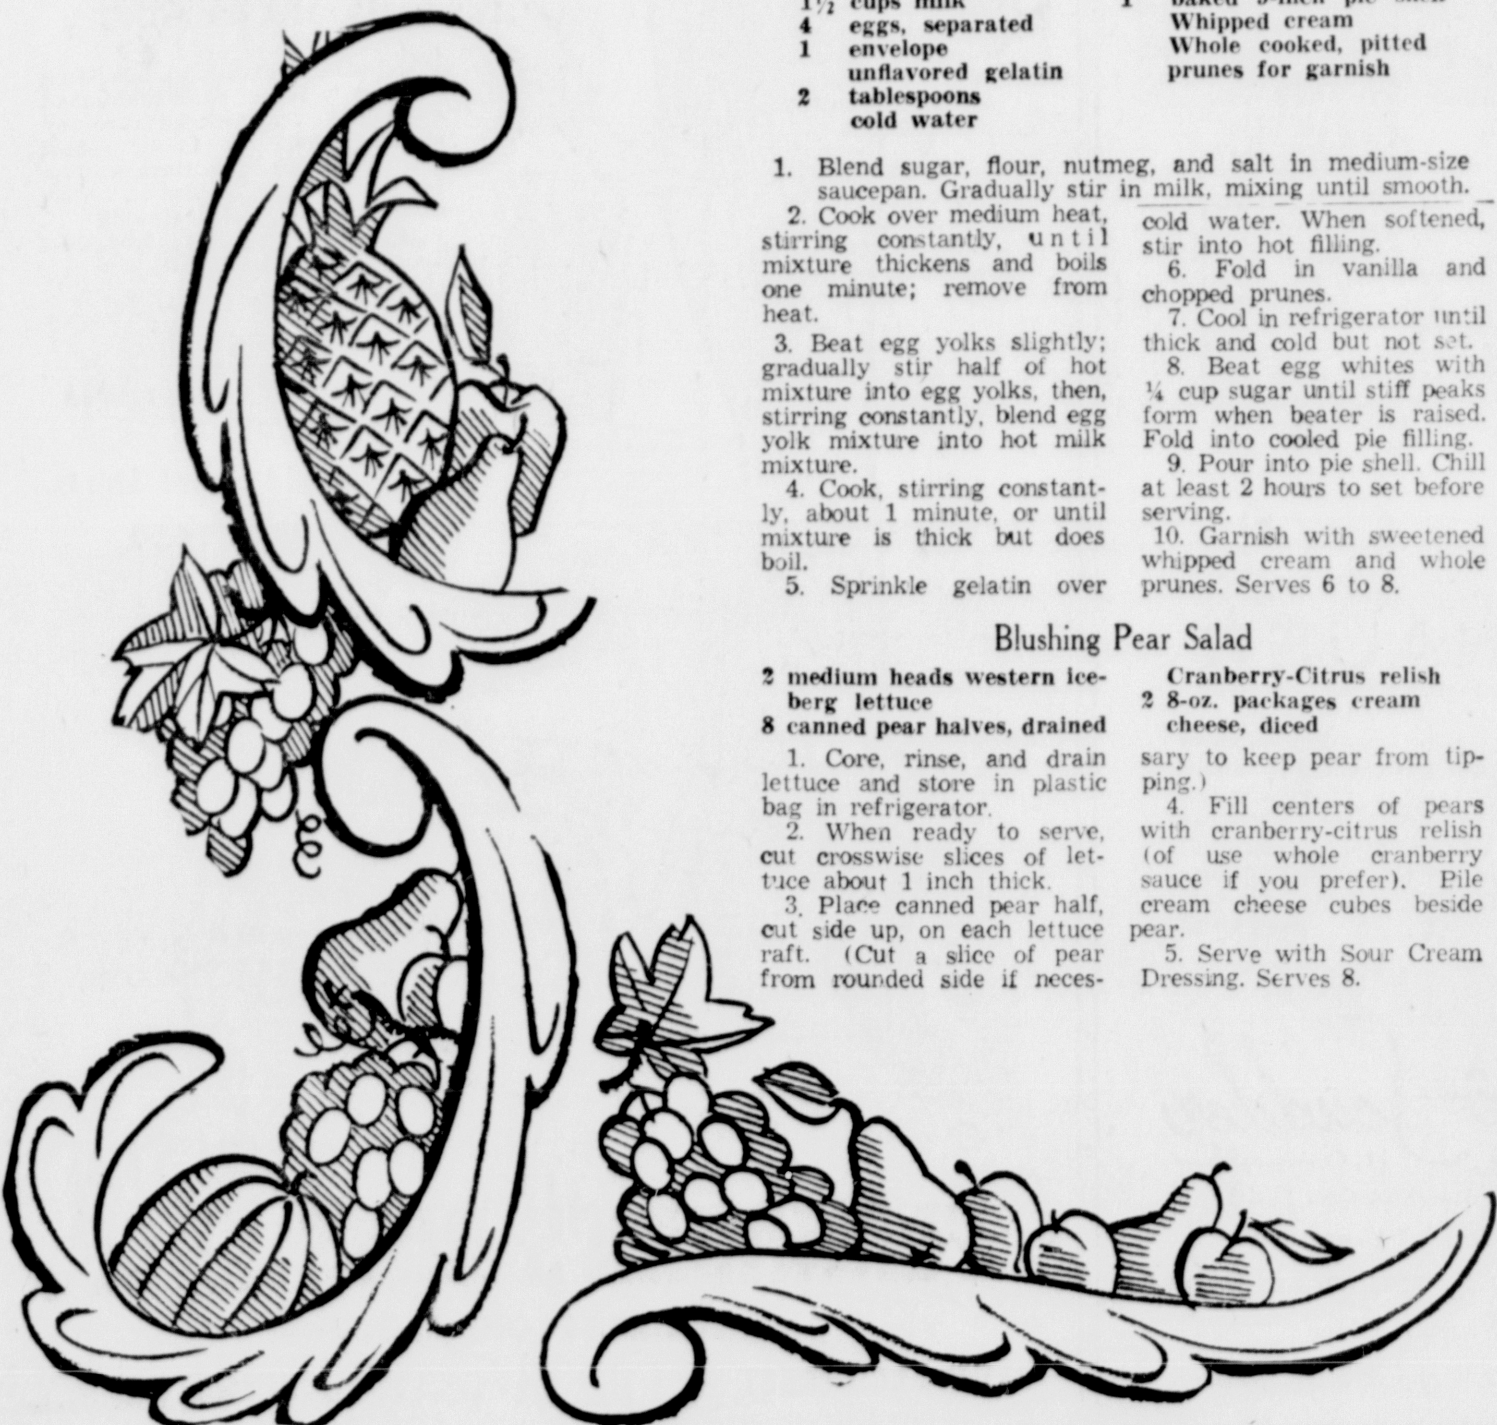 1½ cups milk
4 eggs, separated
1 envelope
unflavored gelatin
2 tablespoons
cold water
1 baked
Whipped cream
Whole cooked, pitted
prunes for garnish
1. Blend sugar, flour, nutmeg, and salt in medium-size
saucepan. Gradually stir in milk, mixing until smooth.
2. Cook over medium heat,
stirring constantly, until
mixture thickens and boils
one minute; remove from
heat.
3. Beat egg yolks slightly;
gradually stir half of hot
mixture into egg yolks, then,
stirring constantly, blend egg
yolk mixture into hot milk
mixture.
4. Cook, stirring constant-
ly, about 1 minute, or until
mixture is thick but does
boil.
5. Sprinkle gelatin over
cold water. When softened,
stir into hot filling.
6. Fold in vanilla and
chopped prunes.
7. Cool in refrigerator until
thick and cold but not set.
8. Beat egg whites with
¼ cup sugar until stiff peaks
form when beater is raised.
Fold into cooled pie filling.
9. Pour into pie shell. Chill
at least 2 hours to set before
serving.
10. Garnish with sweetened
whipped cream and whole
prunes. Serves 6 to 8.
Blushing Pear Salad
2 medium heads western ice-
berg lettuce
8 canned pear halves, drained
Cranberry-Citrus relish
2 8-oz. packages cream
cheese, diced
1. Core, rinse, and drain
lettuce and store in plastic
bag in refrigerator.
2. When ready to serve,
cut crosswise slices of let-
tuce about 1 inch thick.
3. Place canned pear half,
cut side up, on each lettuce
raft. (Cut a slice of pear
from rounded side if neces-
sary to keep pear from tip-
ping.)
4. Fill centers of pears
with cranberry-citrus relish
(of use whole cranberry
sauce if you prefer). Pile
cream cheese cubes beside
pear.
5. Serve with Sour Cream
Dressing. Serves 8.